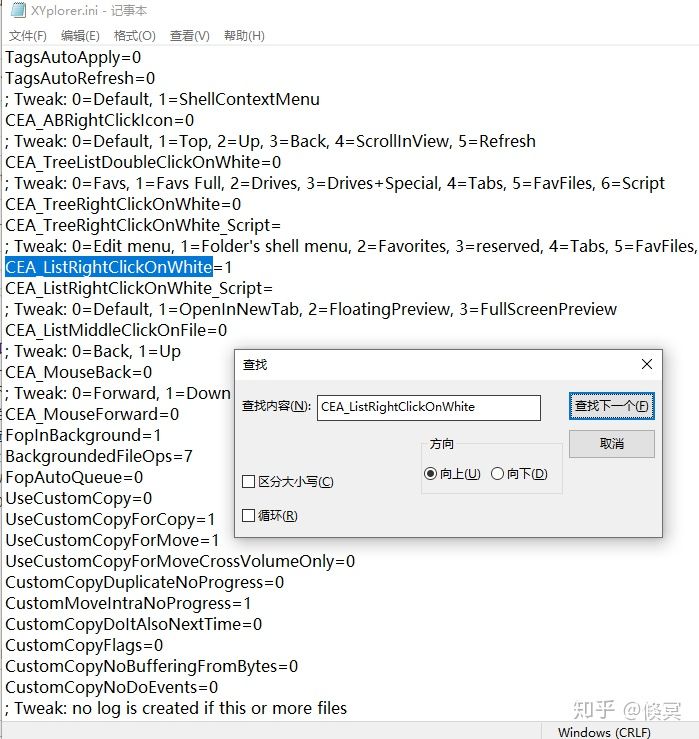 XYplorer.ini - 记事本
文件(F) 编辑(E) 格式(O) 查看(V) 帮助(H)
TagsAutoApply=0
TagsAutoRefresh=0
; Tweak: 0=Default, 1=ShellContextMenu
CEA_ABRightClickIcon=0
; Tweak: 0=Default, 1=Top, 2=Up, 3=Back, 4=ScrollInView, 5=Refresh
CEA_TreeListDoubleClickOnWhite=0
; Tweak: 0=Favs, 1=Favs Full, 2=Drives, 3=Drives+Special, 4=Tabs, 5=FavFiles, 6=Script
CEA_TreeRightClickOnWhite=0
CEA_TreeRightClickOnWhite_Script=
; Tweak: 0=Edit menu, 1=Folder's shell menu, 2=Favorites, 3=reserved, 4=Tabs, 5=FavFiles,
CEA_ListRightClickOnWhite=1
CEA_ListRightClickOnWhite_Script=
; Tweak: 0=Default, 1=OpenInNewTab, 2=FloatingPreview, 3=FullScreenPreview
CEA_ListMiddleClickOnFile=0
; Tweak: 0=Back, 1=Up
CEA_MouseBack=0
; Tweak: 0=Forward, 1=Down
CEA_MouseForward=0
FopInBackground=1
BackgroundedFileOps=7
FopAutoQueue=0
UseCustomCopy=0
UseCustomCopyForCopy=1
UseCustomCopyForMove=1
UseCustomCopyForMoveCrossVolumeOnly=0
CustomCopyDuplicateNoProgress=0
CustomMoveIntraNoProgress=1
CustomCopyDoItAlsoNextTime=0
CustomCopyFlags=0
CustomCopyNoBufferingFromBytes=0
CustomCopyNoDoEvents=0
; Tweak: no log is created if this or more files
查找
查找内容(N): CEA_ListRightClickOnWhite 查找下一个(F)
方向 取消
向上(U) 向下(D)
区分大小写(C)
循环(R)
知乎 @倏冥
Windows (CRLF)